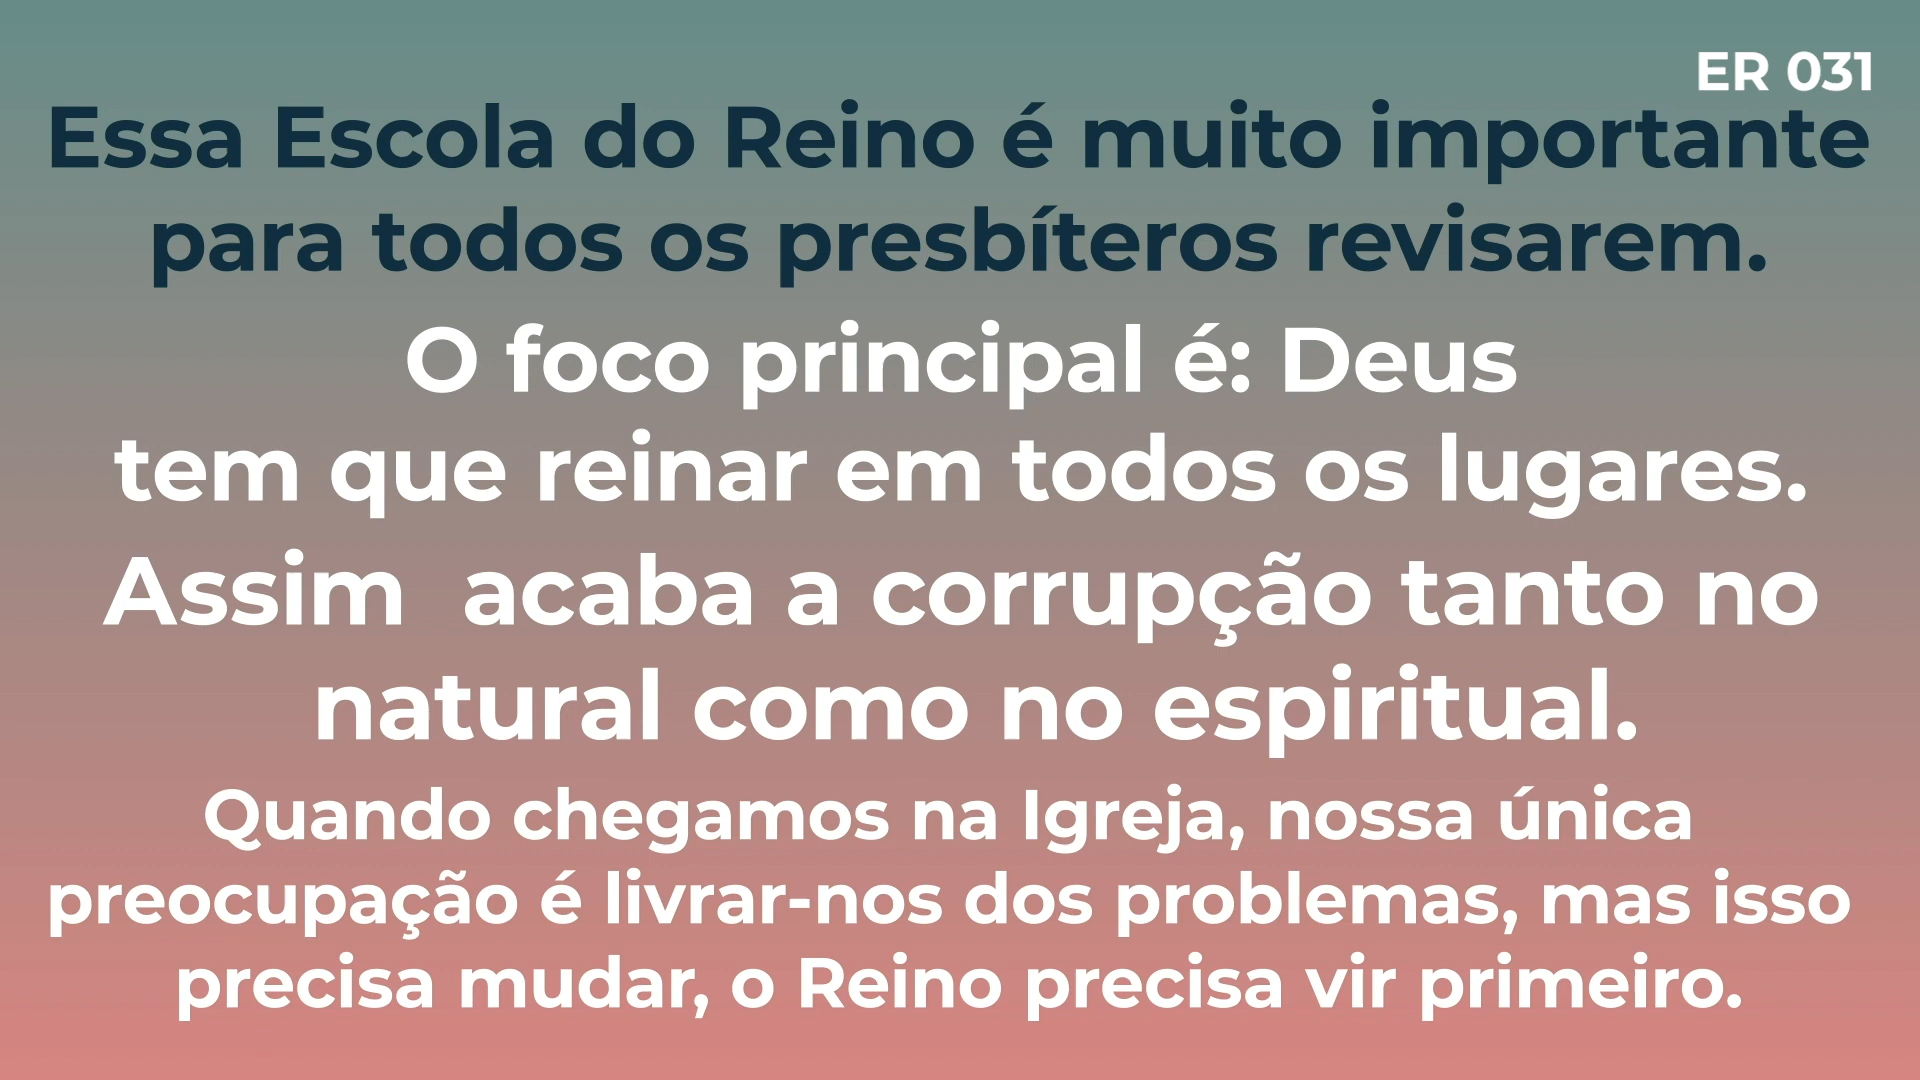 ER 031
Essa Escola do Reino é muito importante
para todos os presbíteros revisarem.
O foco principal é: Deus
tem que reinar em todos os lugares.
Assim  acaba a corrupção tanto no
natural como no espiritual.
Quando chegamos na Igreja, nossa única
preocupação é livrar-nos dos problemas, mas isso
precisa mudar, o Reino precisa vir primeiro.